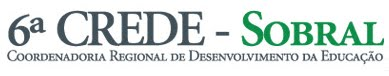 6ª CREDE - SOBRAL
COORDENADORIA REGIONAL DE DESENVOLVIMENTO DA EDUCAÇÃO